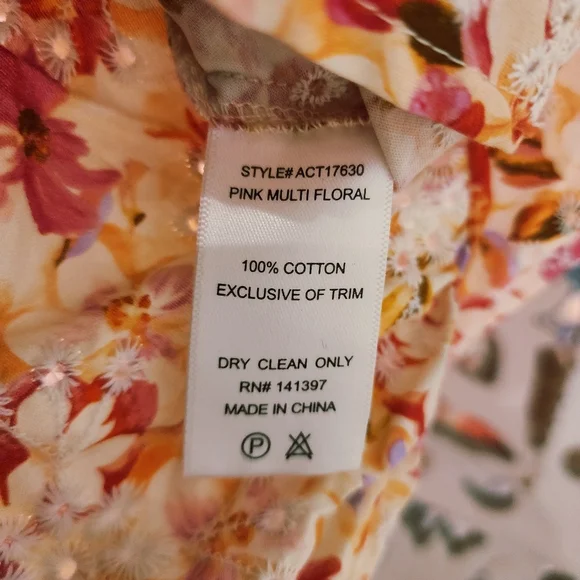 STYLE# ACT17630
PINK MULTI FLORAL
100% COTTON
EXCLUSIVE OF TRIM
DRY CLEAN ONLY
RN# 141397
MADE IN CHINA
P